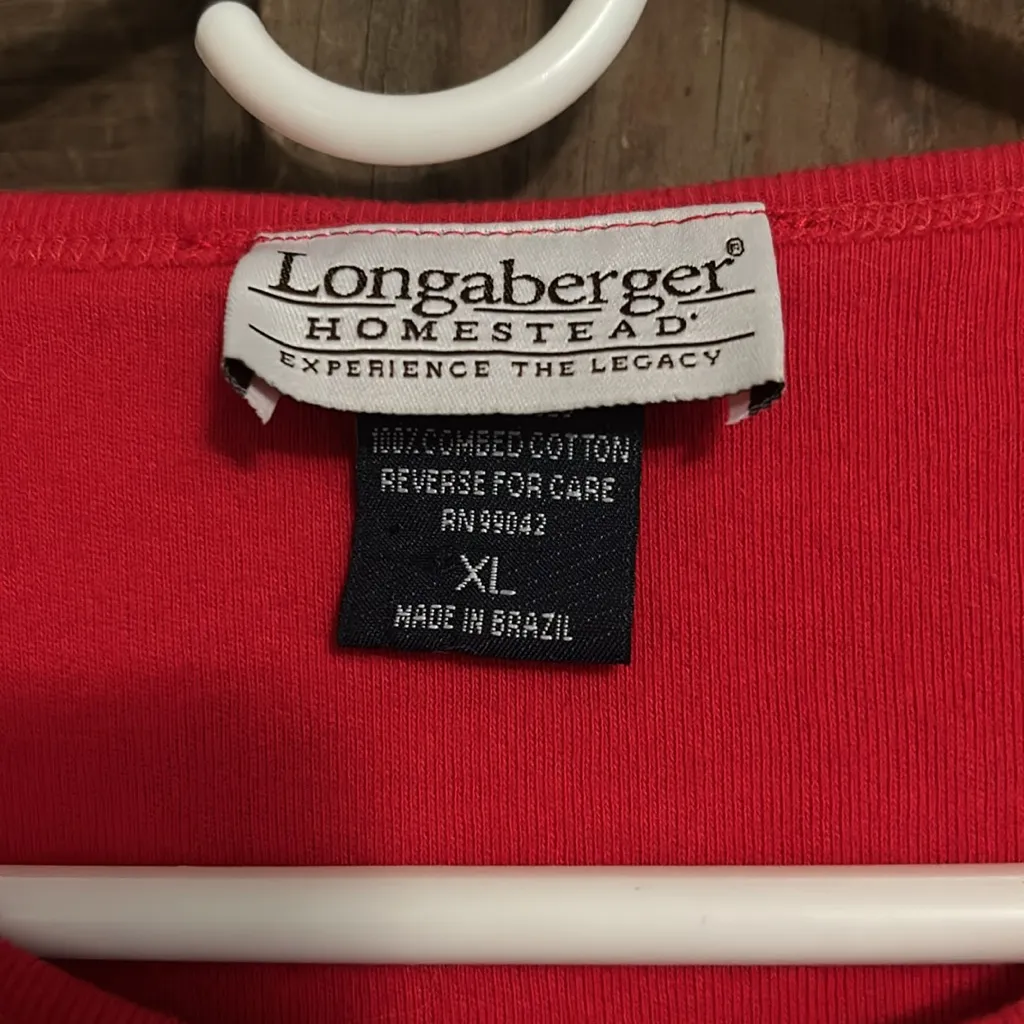 Longaberger®
HOMESTEAD
EXPERIENCE THE LEGACY
100% COMBED COTTON
REVERSE FOR CARE
RN 99042
XL
MADE IN BRAZIL